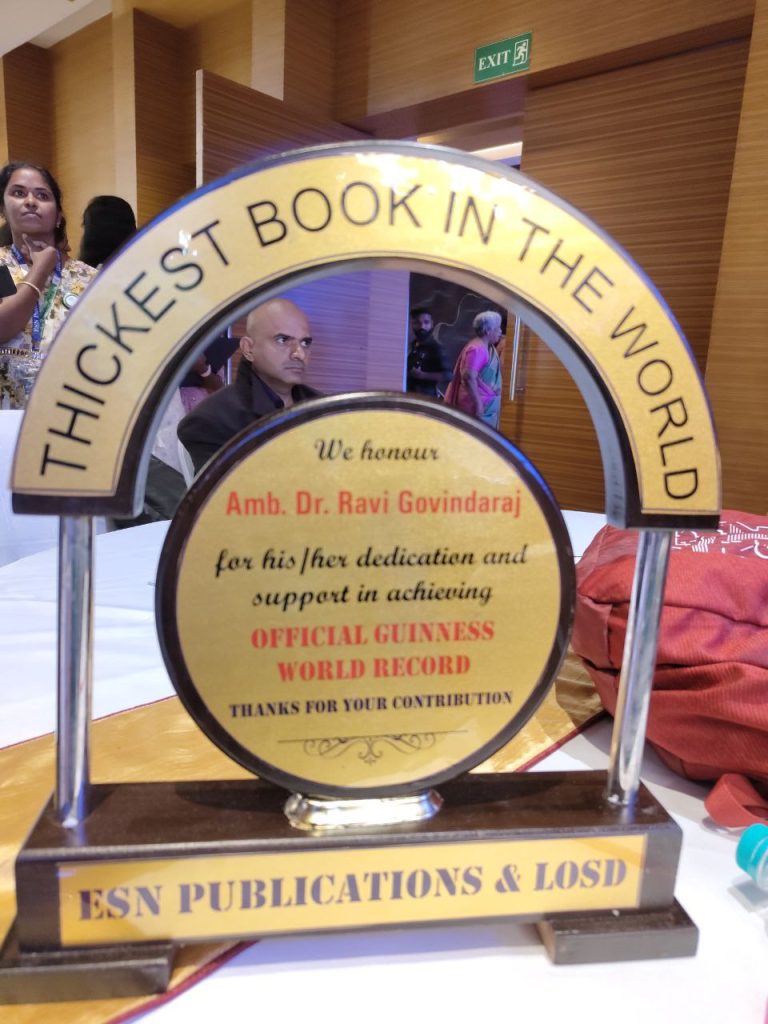 EXIT
THICKEST BOOK IN THE WORLD
We honour
Amb. Dr. Ravi Govindaraj
for his/her dedication and
support in achieving
OFFICIAL GUINNESS
WORLD RECORD
THANKS FOR YOUR CONTRIBUTION
ESN PUBLICATIONS & LOSD